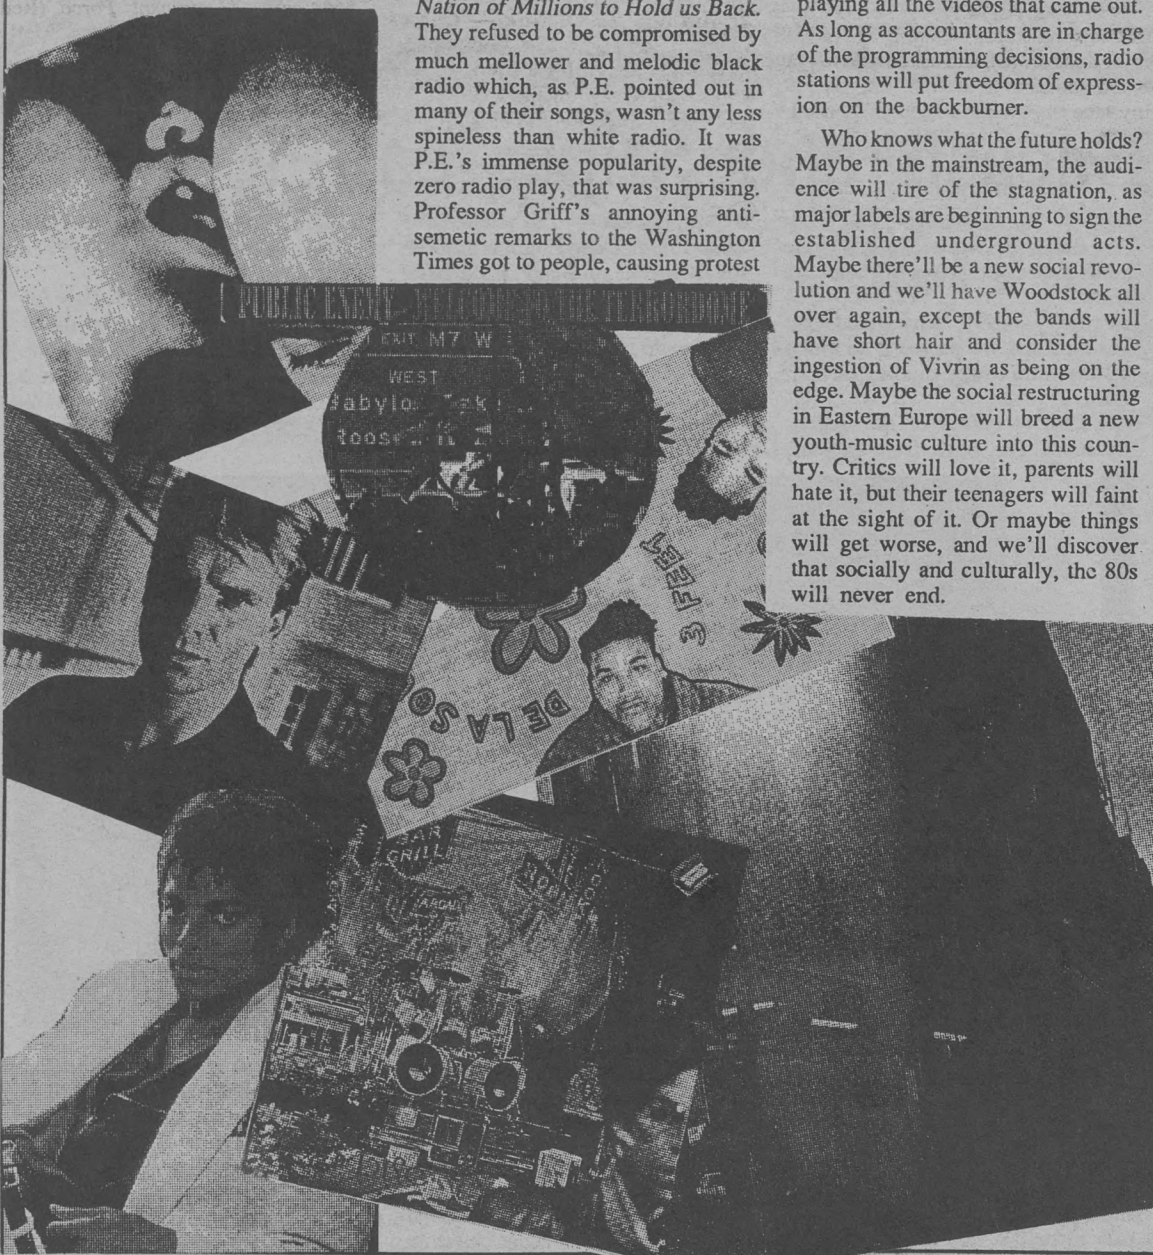 Nation of Millions to Hold us Back.
They refused to be compromised by
much mellower and melodic black
radio which, as P.E. pointed out in
many of their songs, wasn't any less
spineless than white radio. It was
P.E.'s immense popularity, despite
zero radio play, that was surprising.
Professor Griff's annoying anti-
semetic remarks to the Washington
Times got to people, causing protest
playing all the videos that came out.
As long as accountants are in charge
of the programming decisions, radio
stations will put freedom of express-
ion on the backburner.
Who knows what the future holds?
Maybe in the mainstream, the audi-
ence will tire of the stagnation, as
major labels are beginning to sign the
established underground acts.
Maybe there'll be a new social revo-
lution and we'll have Woodstock all
over again, except the bands will
have short hair and consider the
ingestion of Vivrin as being on the
edge. Maybe the social restructuring
in Eastern Europe will breed a new
youth-music culture into this coun-
try. Critics will love it, parents will
hate it, but their teenagers will faint
at the sight of it. Or maybe things
will get worse, and we'll discover
that socially and culturally, the 80s
will never end.
PUBLIC ENEMY WELCOME TO THE TERRORDOME
EXIT M7 W
WEST
3 FEET
DE LA SO
BAR
GRILL